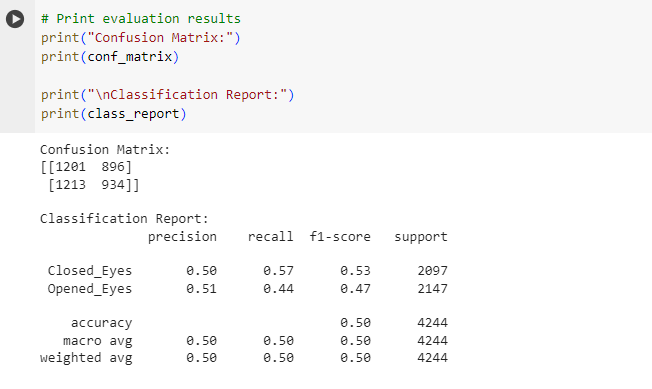 # Print evaluation results
print("Confusion Matrix:")
print(conf_matrix)
print("\nClassification Report:")
print(class_report)
Confusion Matrix:
[[1201  896]
 [1213  934]]
Classification Report:
              precision    recall  f1-score   support
 Closed_Eyes       0.50      0.57      0.53      2097
 Opened_Eyes       0.51      0.44      0.47      2147
    accuracy                           0.50      4244
   macro avg       0.50      0.50      0.50      4244
weighted avg       0.50      0.50      0.50      4244